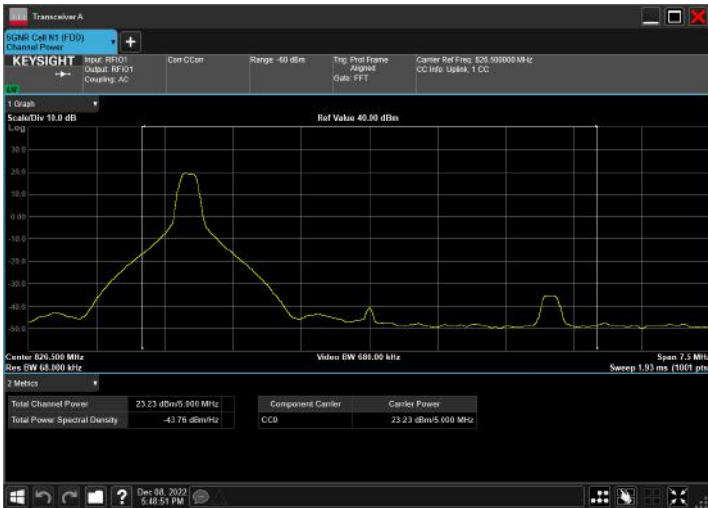 Transceiver A
5GNR Cell N1 (FDD)
Channel Power
+
KEYSIGHT
Input: RFIO1
Output: RFIO1
Coupling: AC
Corr CCorr
Range: -60 dBm
Trig: Prot Frame
Aligned
Gate: FFT
Carrier Ref Freq: 826.500000 MHz
CC Info: Uplink, 1 CC
1 Graph
Scale/Div 10.0 dB
Ref Value 40.00 dBm
Log
30.0
20.0
10.0
0.00
-10.0
-20.0
-30.0
-40.0
-50.0
Center 826.500 MHz
Video BW 680.00 kHz
Span 7.5 MHz
Res BW 68.000 kHz
Sweep 1.93 ms (1001 pts
2 Metrics
Total Channel Power 23.23 dBm/5.000 MHz
Total Power Spectral Density -43.76 dBm/Hz
Component Carrier Carrier Power
CC0 23.23 dBm/5.000 MHz
?
Dec 08, 2022
5:48:51 PM